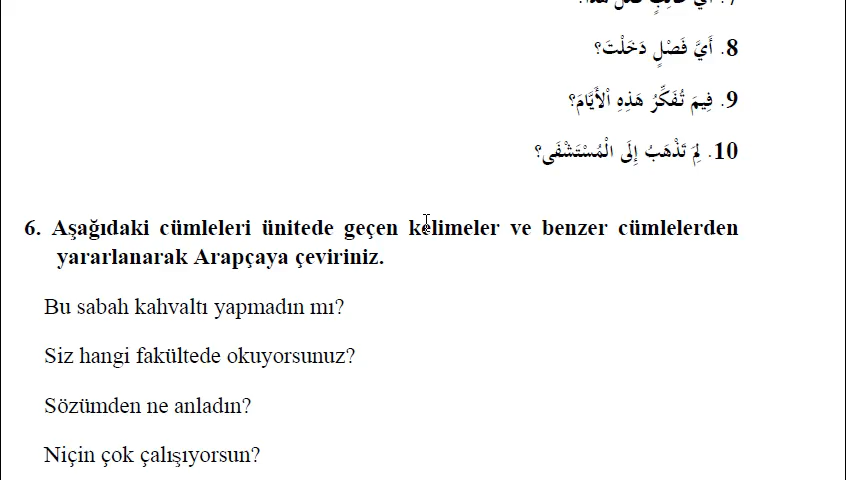 8. أَيَّ فَصْلٍ دَخَلْتَ؟
9. فِيمَ تُفَكِّرُ هَذِهِ اْلأَيَّامَ؟
10. لِمَ تَذْهَبُ إِلَى الْمُسْتَشْفَى؟
6. Aşağıdaki cümleleri ünitede geçen kelimeler ve benzer cümlelerden
yararlanarak Arapçaya çeviriniz.
Bu sabah kahvaltı yapmadın mı?
Siz hangi fakültede okuyorsunuz?
Sözümden ne anladın?
Niçin çok çalışıyorsun?